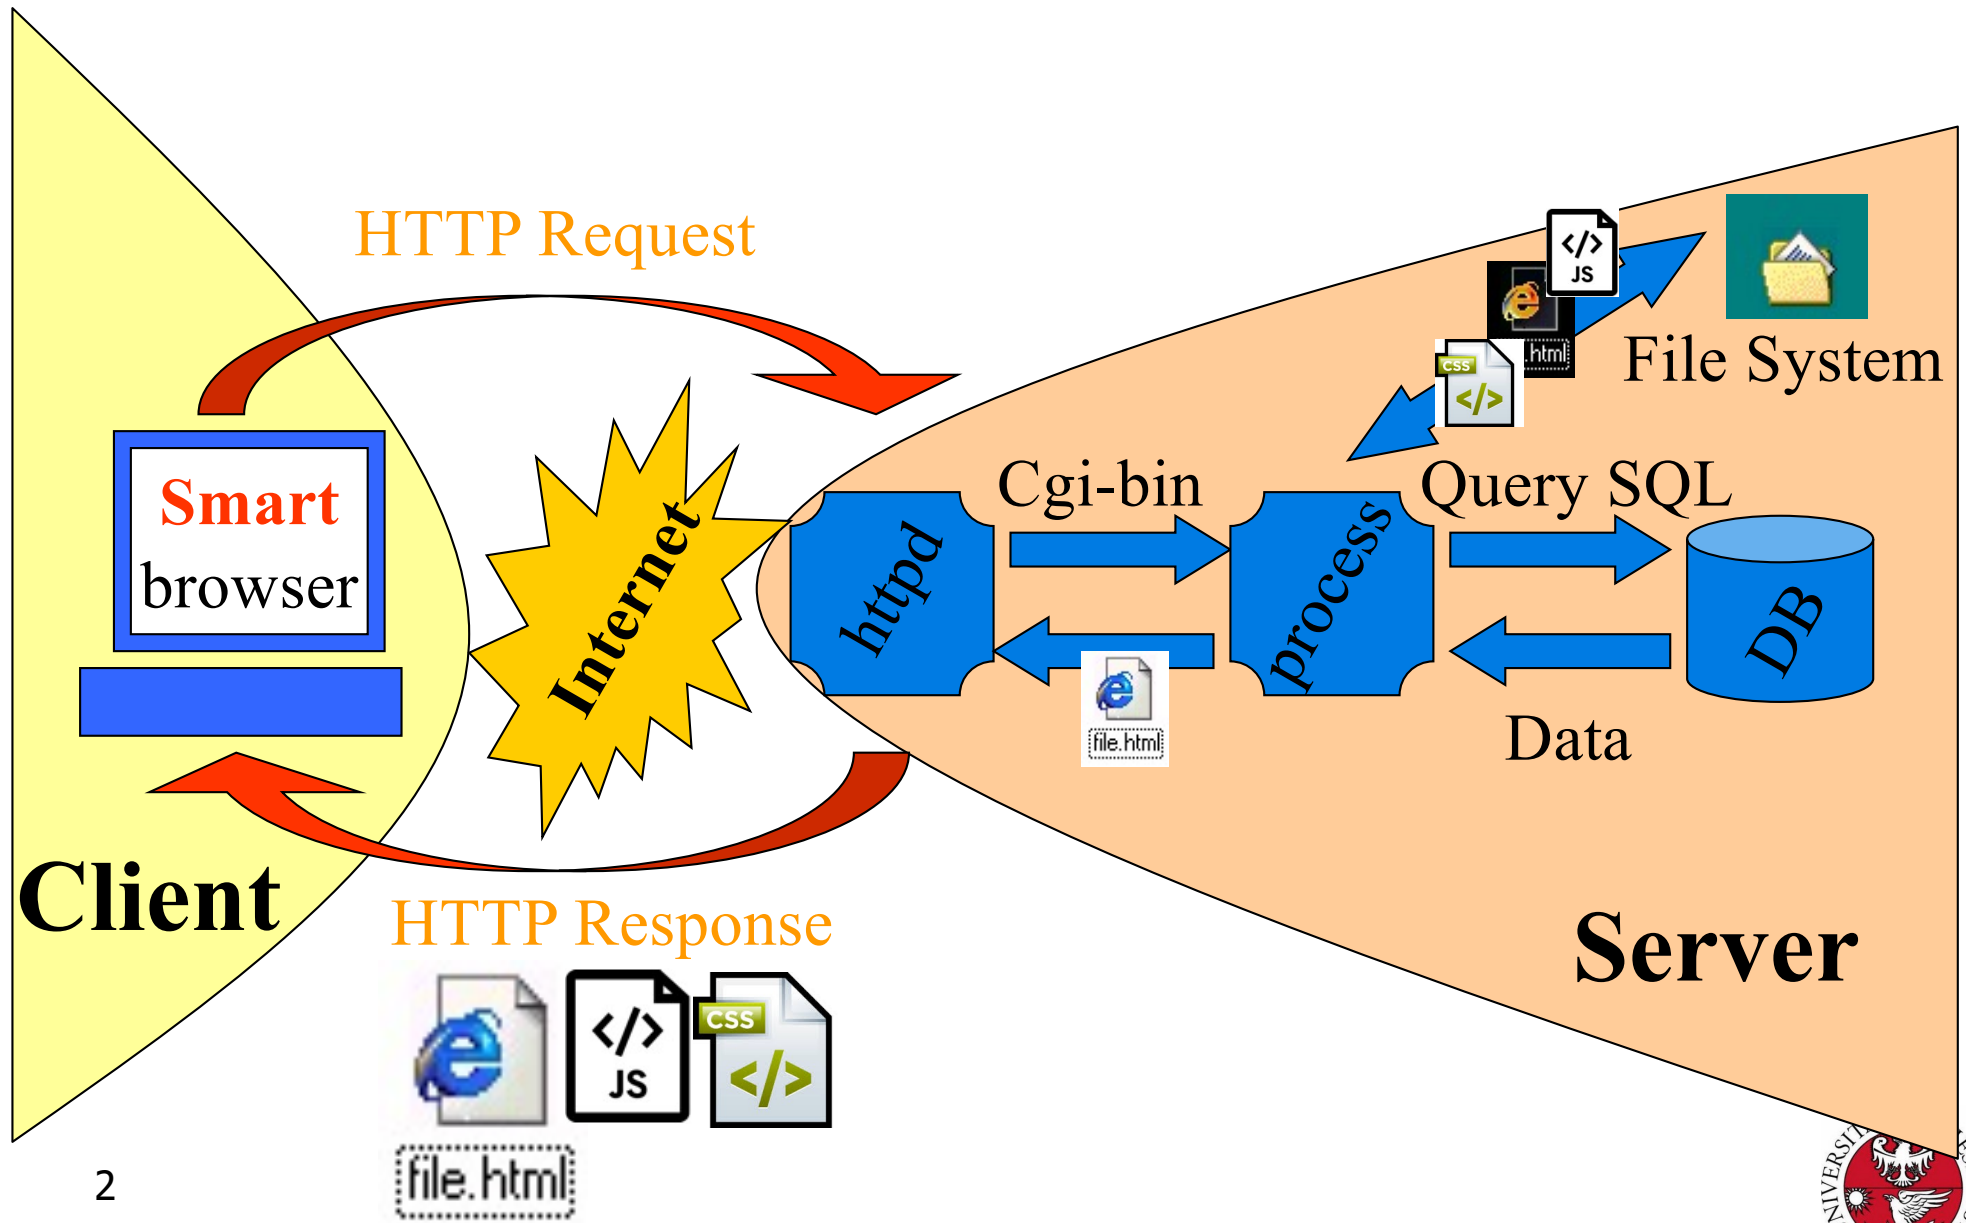 HTTP Request
JS
.html
CSS
File System
Smart
browser
Internet
Cgi-bin
Query SQL
httpd
process
DB
file.html
Data
Client
HTTP Response
Server
JS
CSS
file.html
2